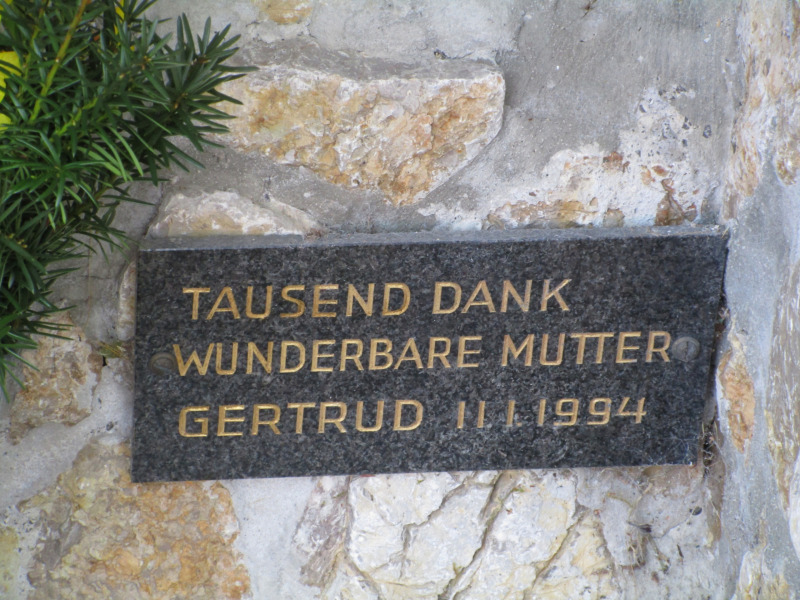 TAUSEND DANK
WUNDERBARE MUTTER
GERTRUD 11 1 1994